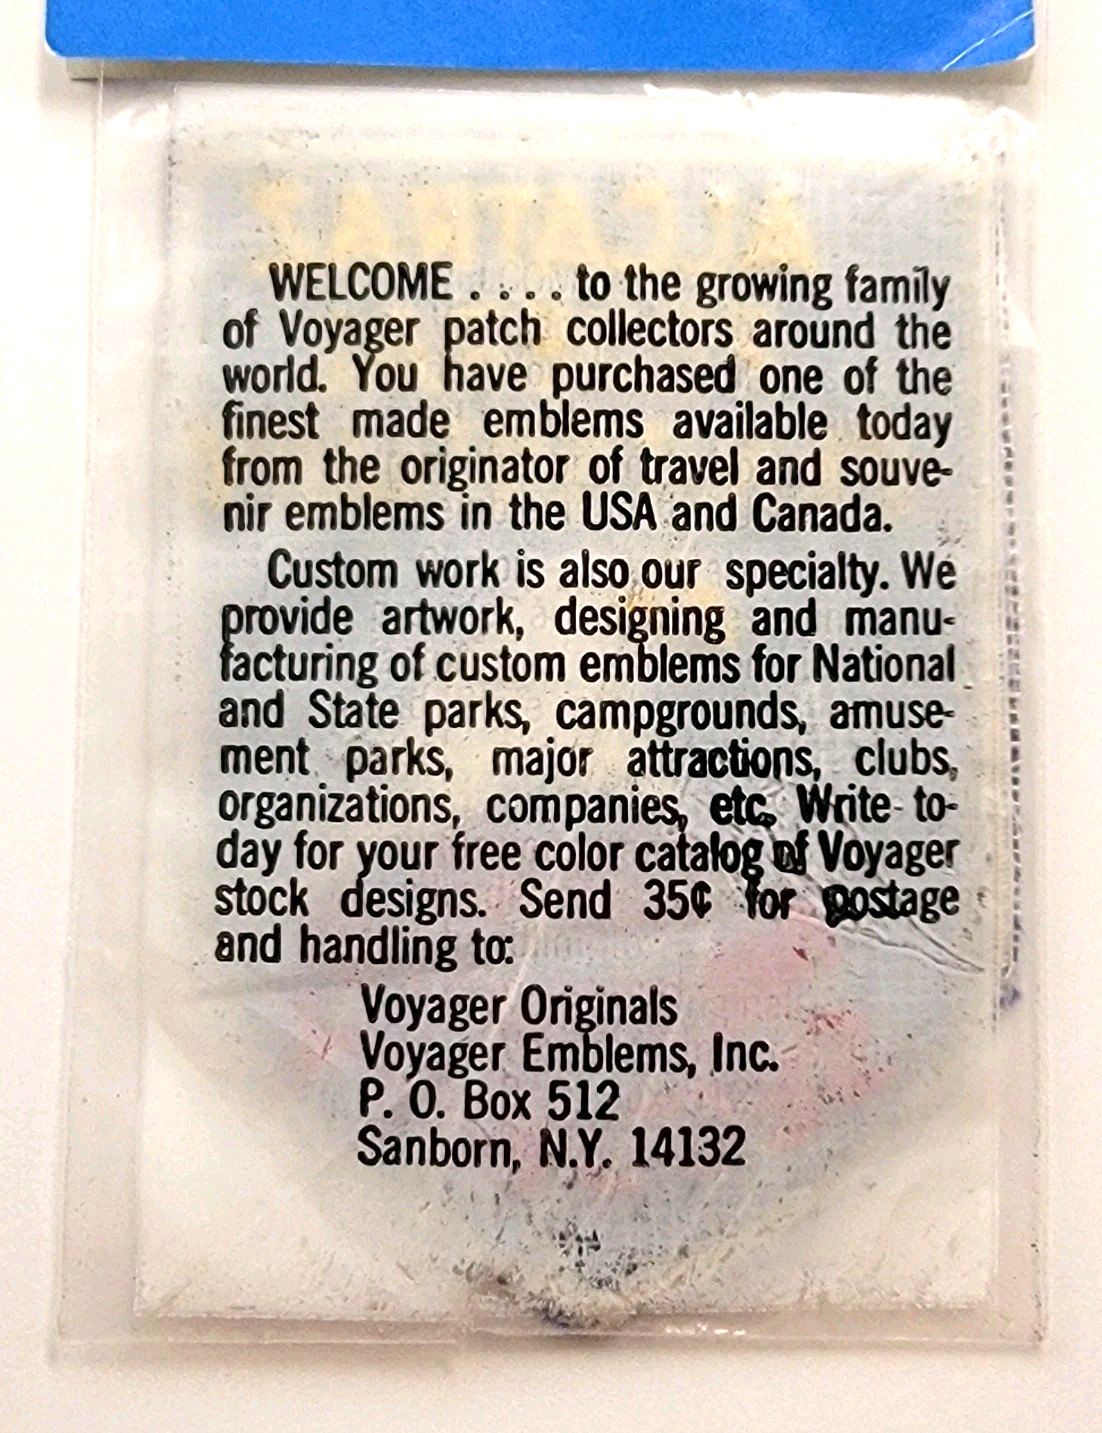 ALCATRAZ
WELCOME . . . . to the growing family
of Voyager patch collectors around the
world. You have purchased one of the
finest made emblems available today
from the originator of travel and souve-
nir emblems in the USA and Canada.
Custom work is also our specialty. We
provide artwork, designing and manu-
facturing of custom emblems for National
and State parks, campgrounds, amuse-
ment parks, major attractions, clubs,
organizations, companies, etc. Write to-
day for your free color catalog of Voyager
stock designs. Send 35¢ for postage
and handling to:
Voyager Originals
Voyager Emblems, Inc.
P. O. Box 512
Sanborn, N.Y. 14132